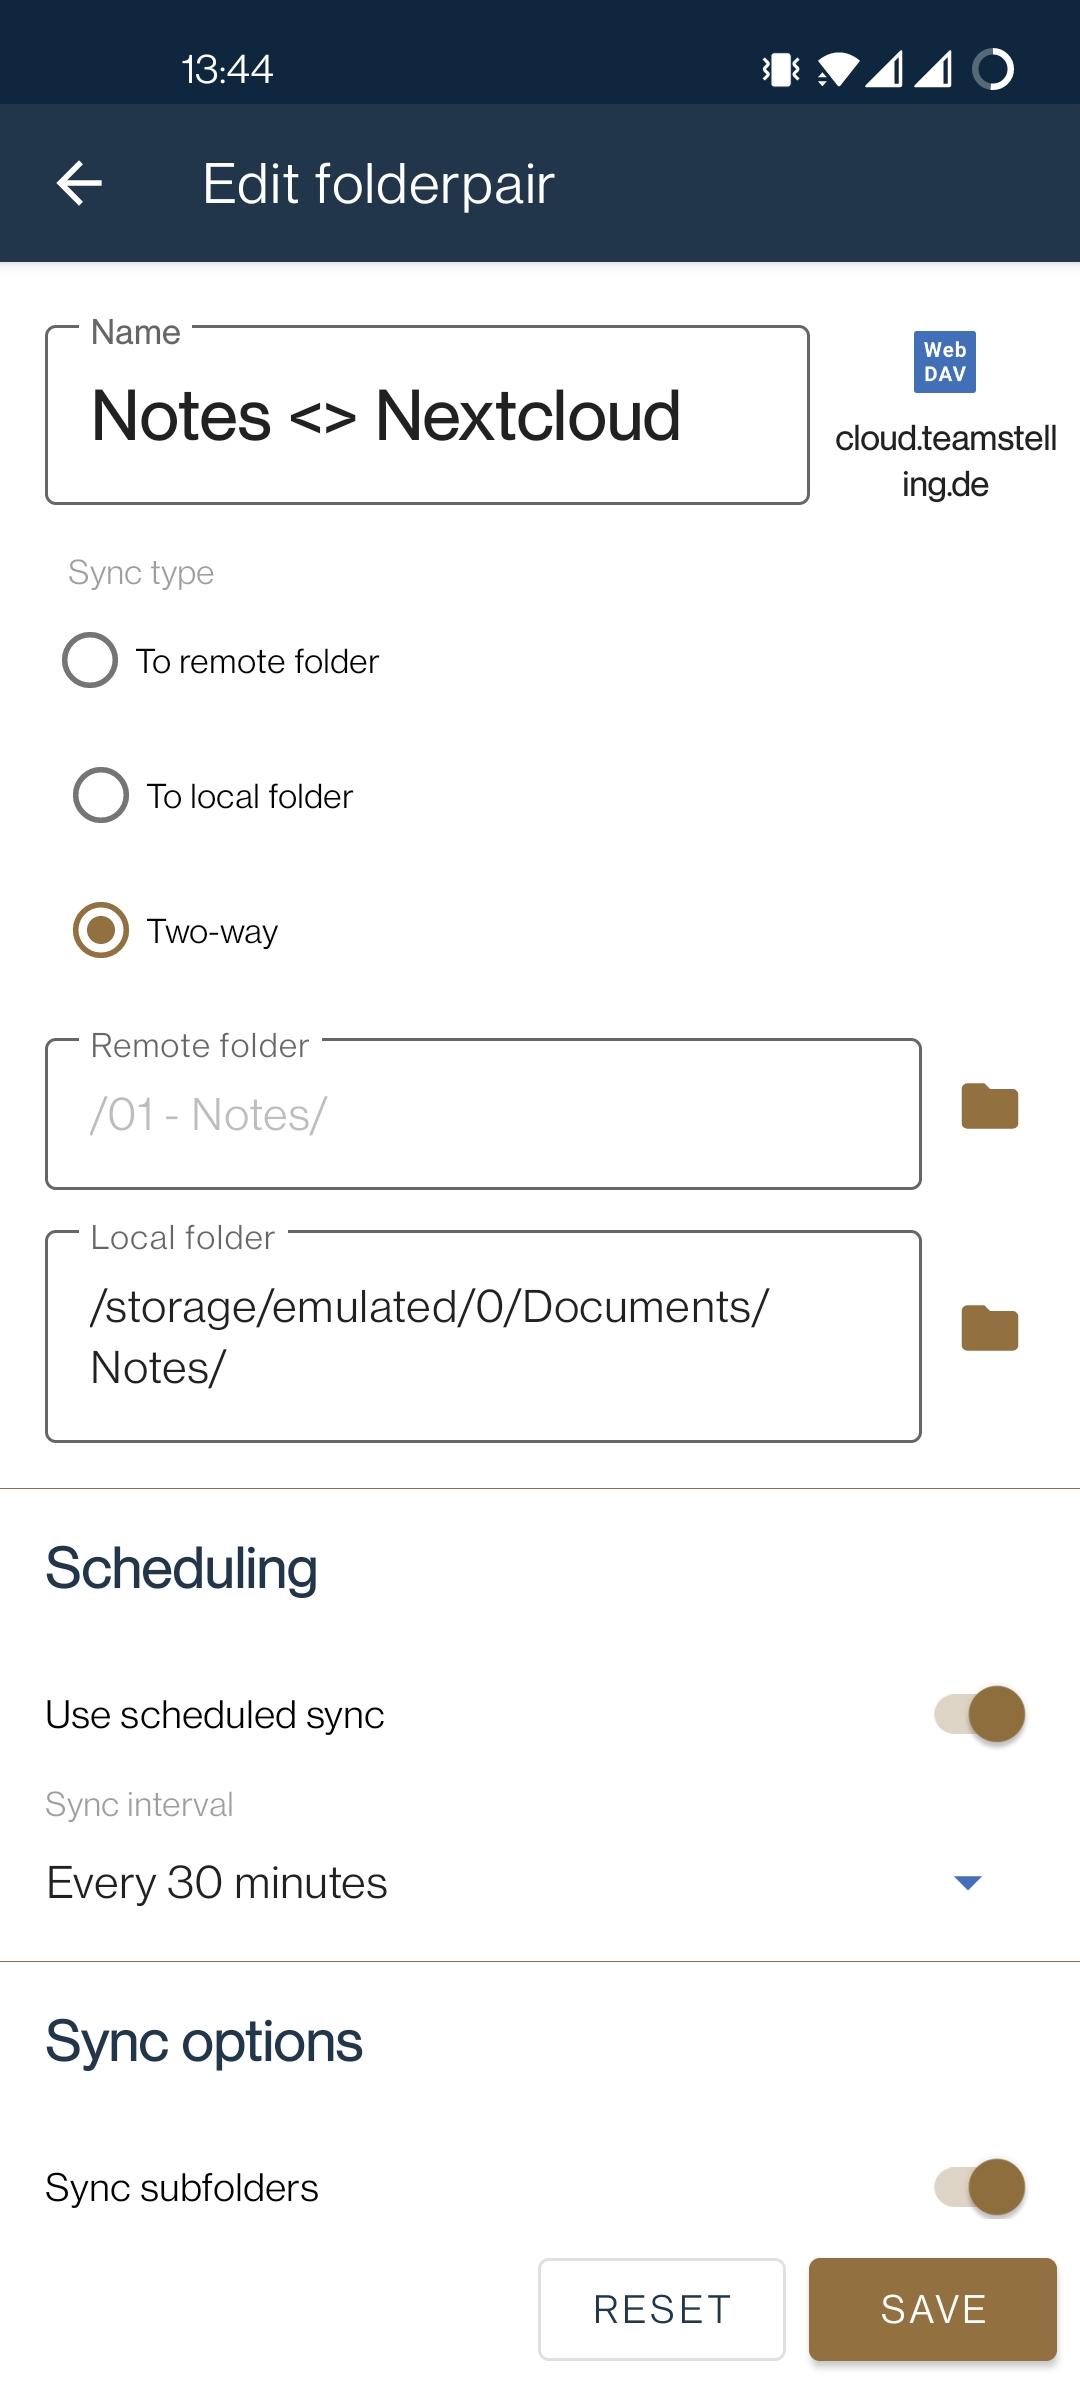 13:44
Edit folderpair
Name
Notes <> Nextcloud
Web
DAV
cloud.teamstell
ing.de
Sync type
To remote folder
To local folder
Two-way
Remote folder
/01 - Notes/
Local folder
/storage/emulated/0/Documents/
Notes/
Scheduling
Use scheduled sync
Sync interval
Every 30 minutes
Sync options
Sync subfolders
RESET
SAVE